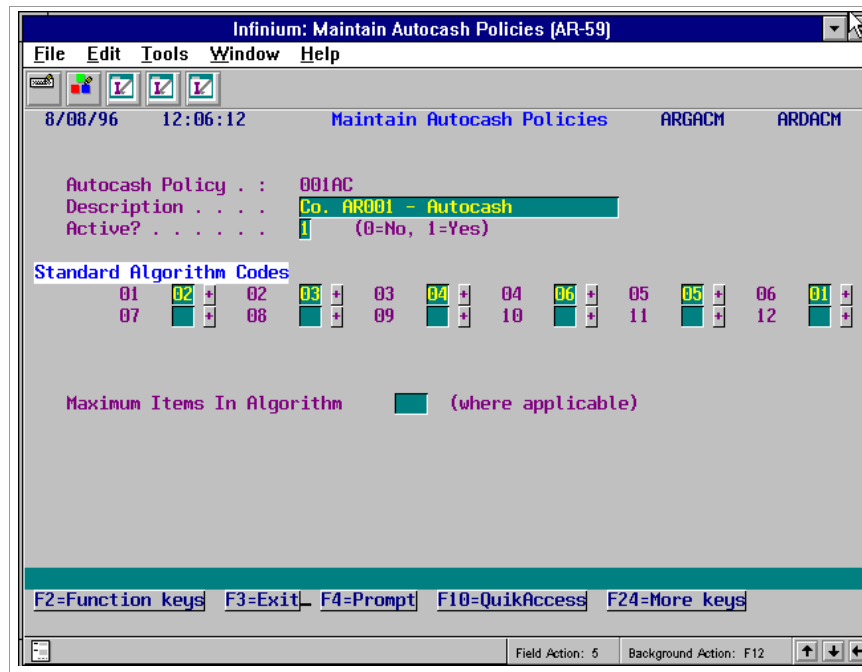 Infinium: Maintain Autocash Policies (AR-59)
File Edit Tools Window Help
8/08/96 12:06:12 Maintain Autocash Policies ARGACM ARDACM
Autocash Policy . : 001AC
Description . . . . Co. AR001 - Autocash
Active? . . . . . . 1 (0=No, 1=Yes)
Standard Algorithm Codes
01 02 + 02 03 + 03 04 + 04 06 + 05 05 + 06 01 +
07 + 08 + 09 + 10 + 11 + 12 +
Maximum Items In Algorithm (where applicable)
F2=Function keys F3=Exit F4=Prompt F10=QuikAccess F24=More keys
Field Action: 5 Background Action: F12